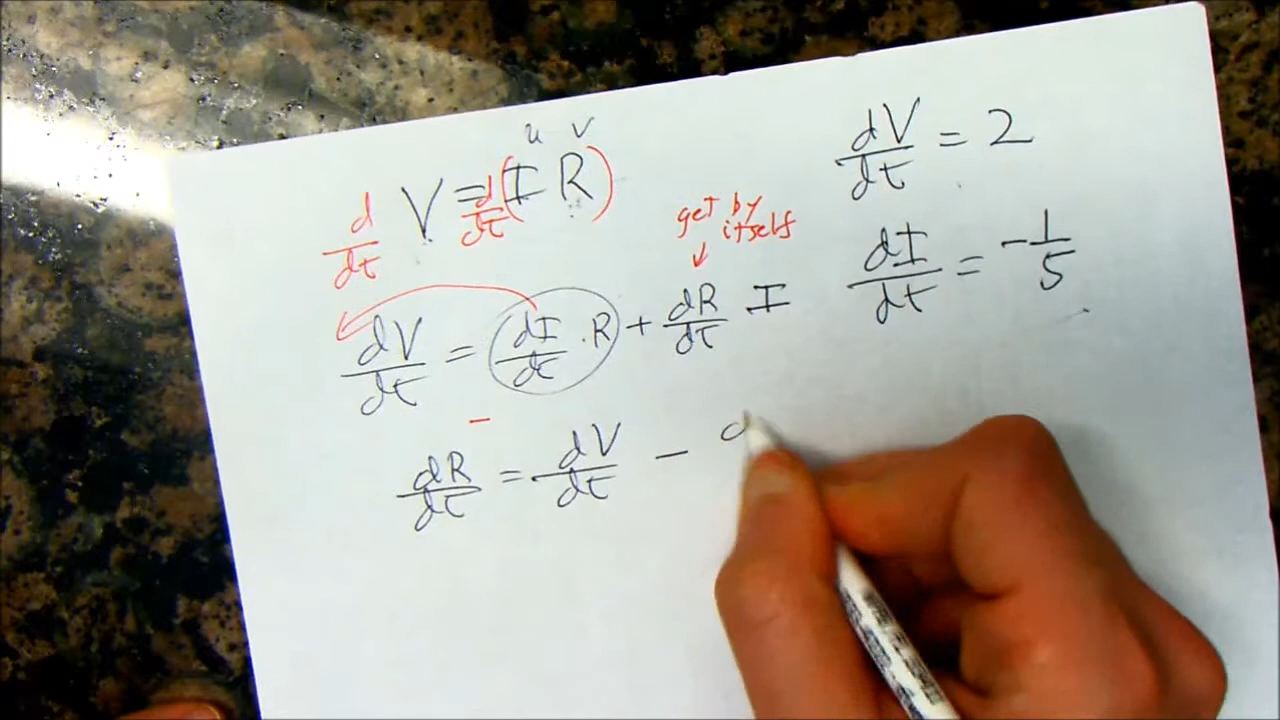 u v
d/dt V = d/dt (I R)
dV/dt = 2
get by itself
dI/dt = -1/5
dV/dt = dI/dt · R + dR/dt I
-
dR/dt = dV/dt - d